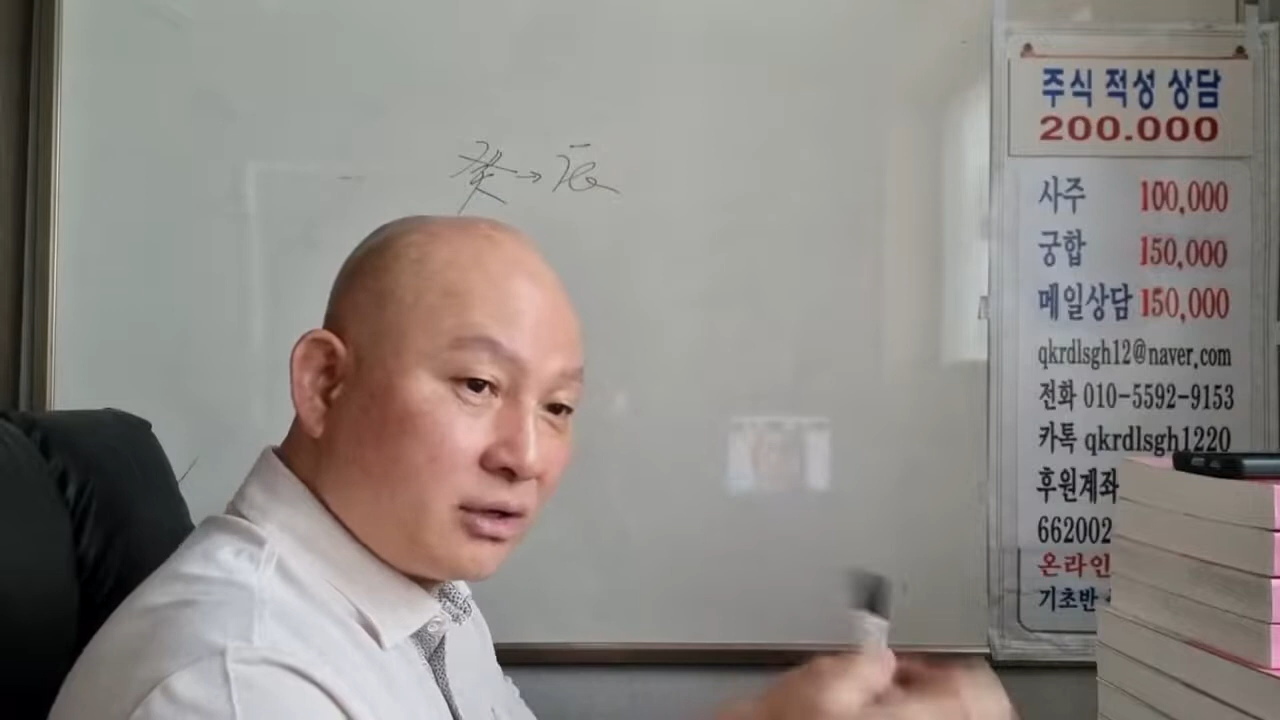 癸→辰
주식 적성 상담
200.000
사주 100,000
궁합 150,000
메일상담 150,000
qkrdlsgh12@naver.com
전화 010-5592-9153
카톡 qkrdlsgh1220
후원계좌
662002
온라인
기초반